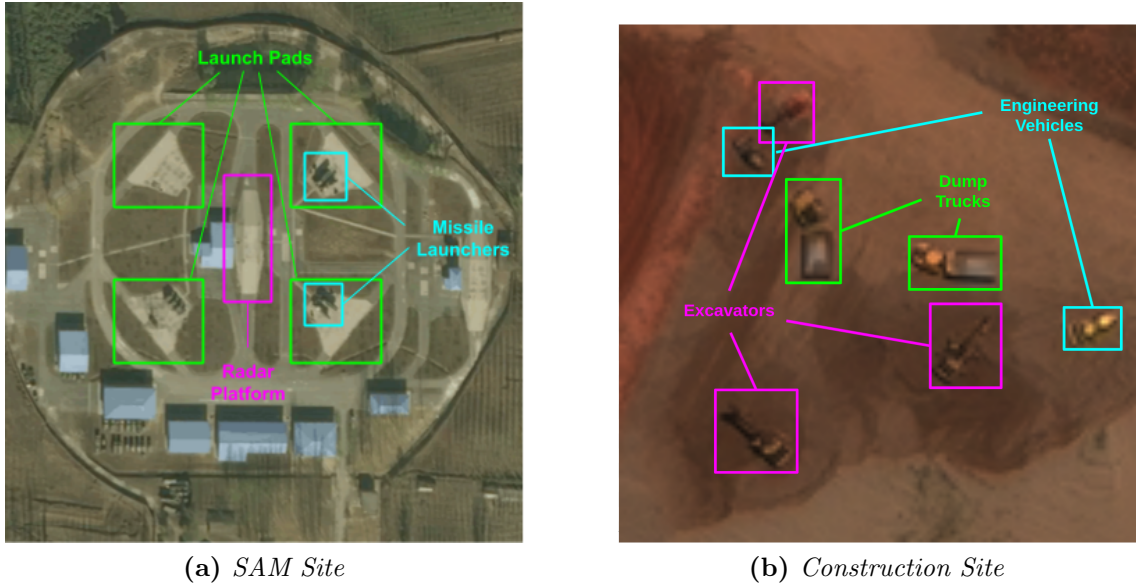 Launch Pads
Missile
Launchers
Radar
Platform
(a) SAM Site
Engineering
Vehicles
Dump
Trucks
Excavators
(b) Construction Site